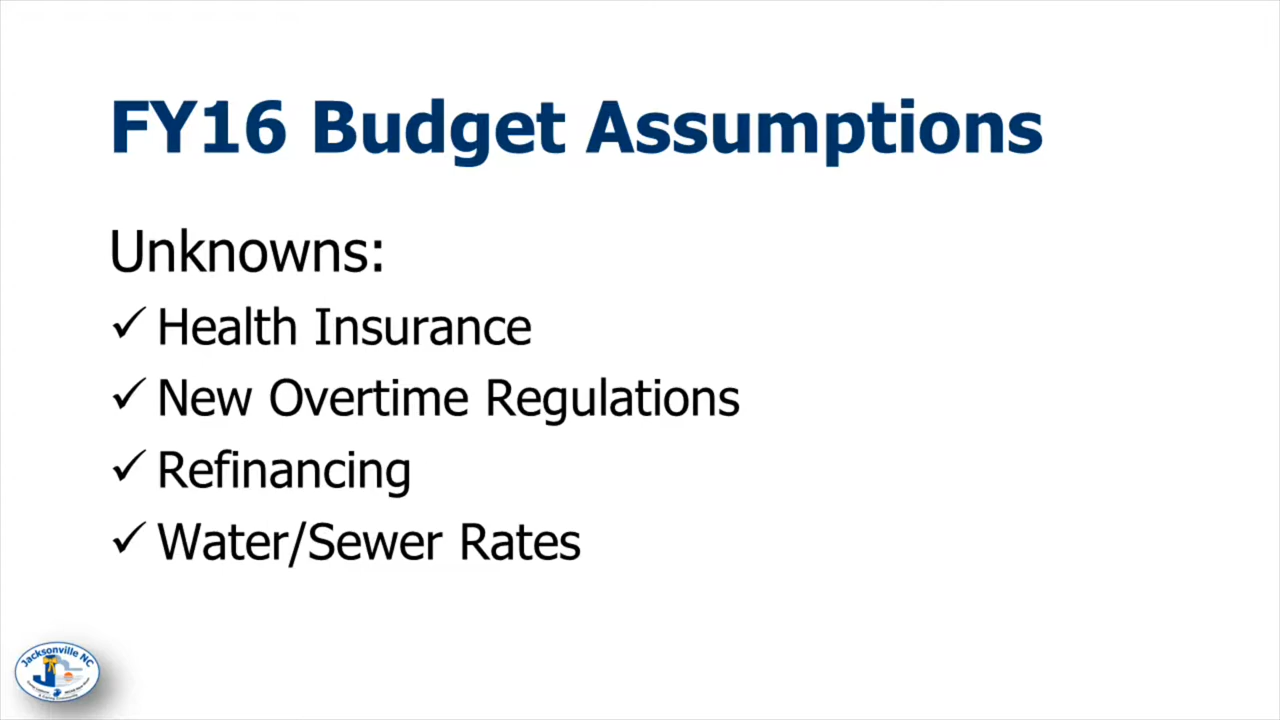 FY16 Budget Assumptions
Unknowns:
✓ Health Insurance
✓ New Overtime Regulations
✓ Refinancing
✓ Water/Sewer Rates
Jacksonville NC